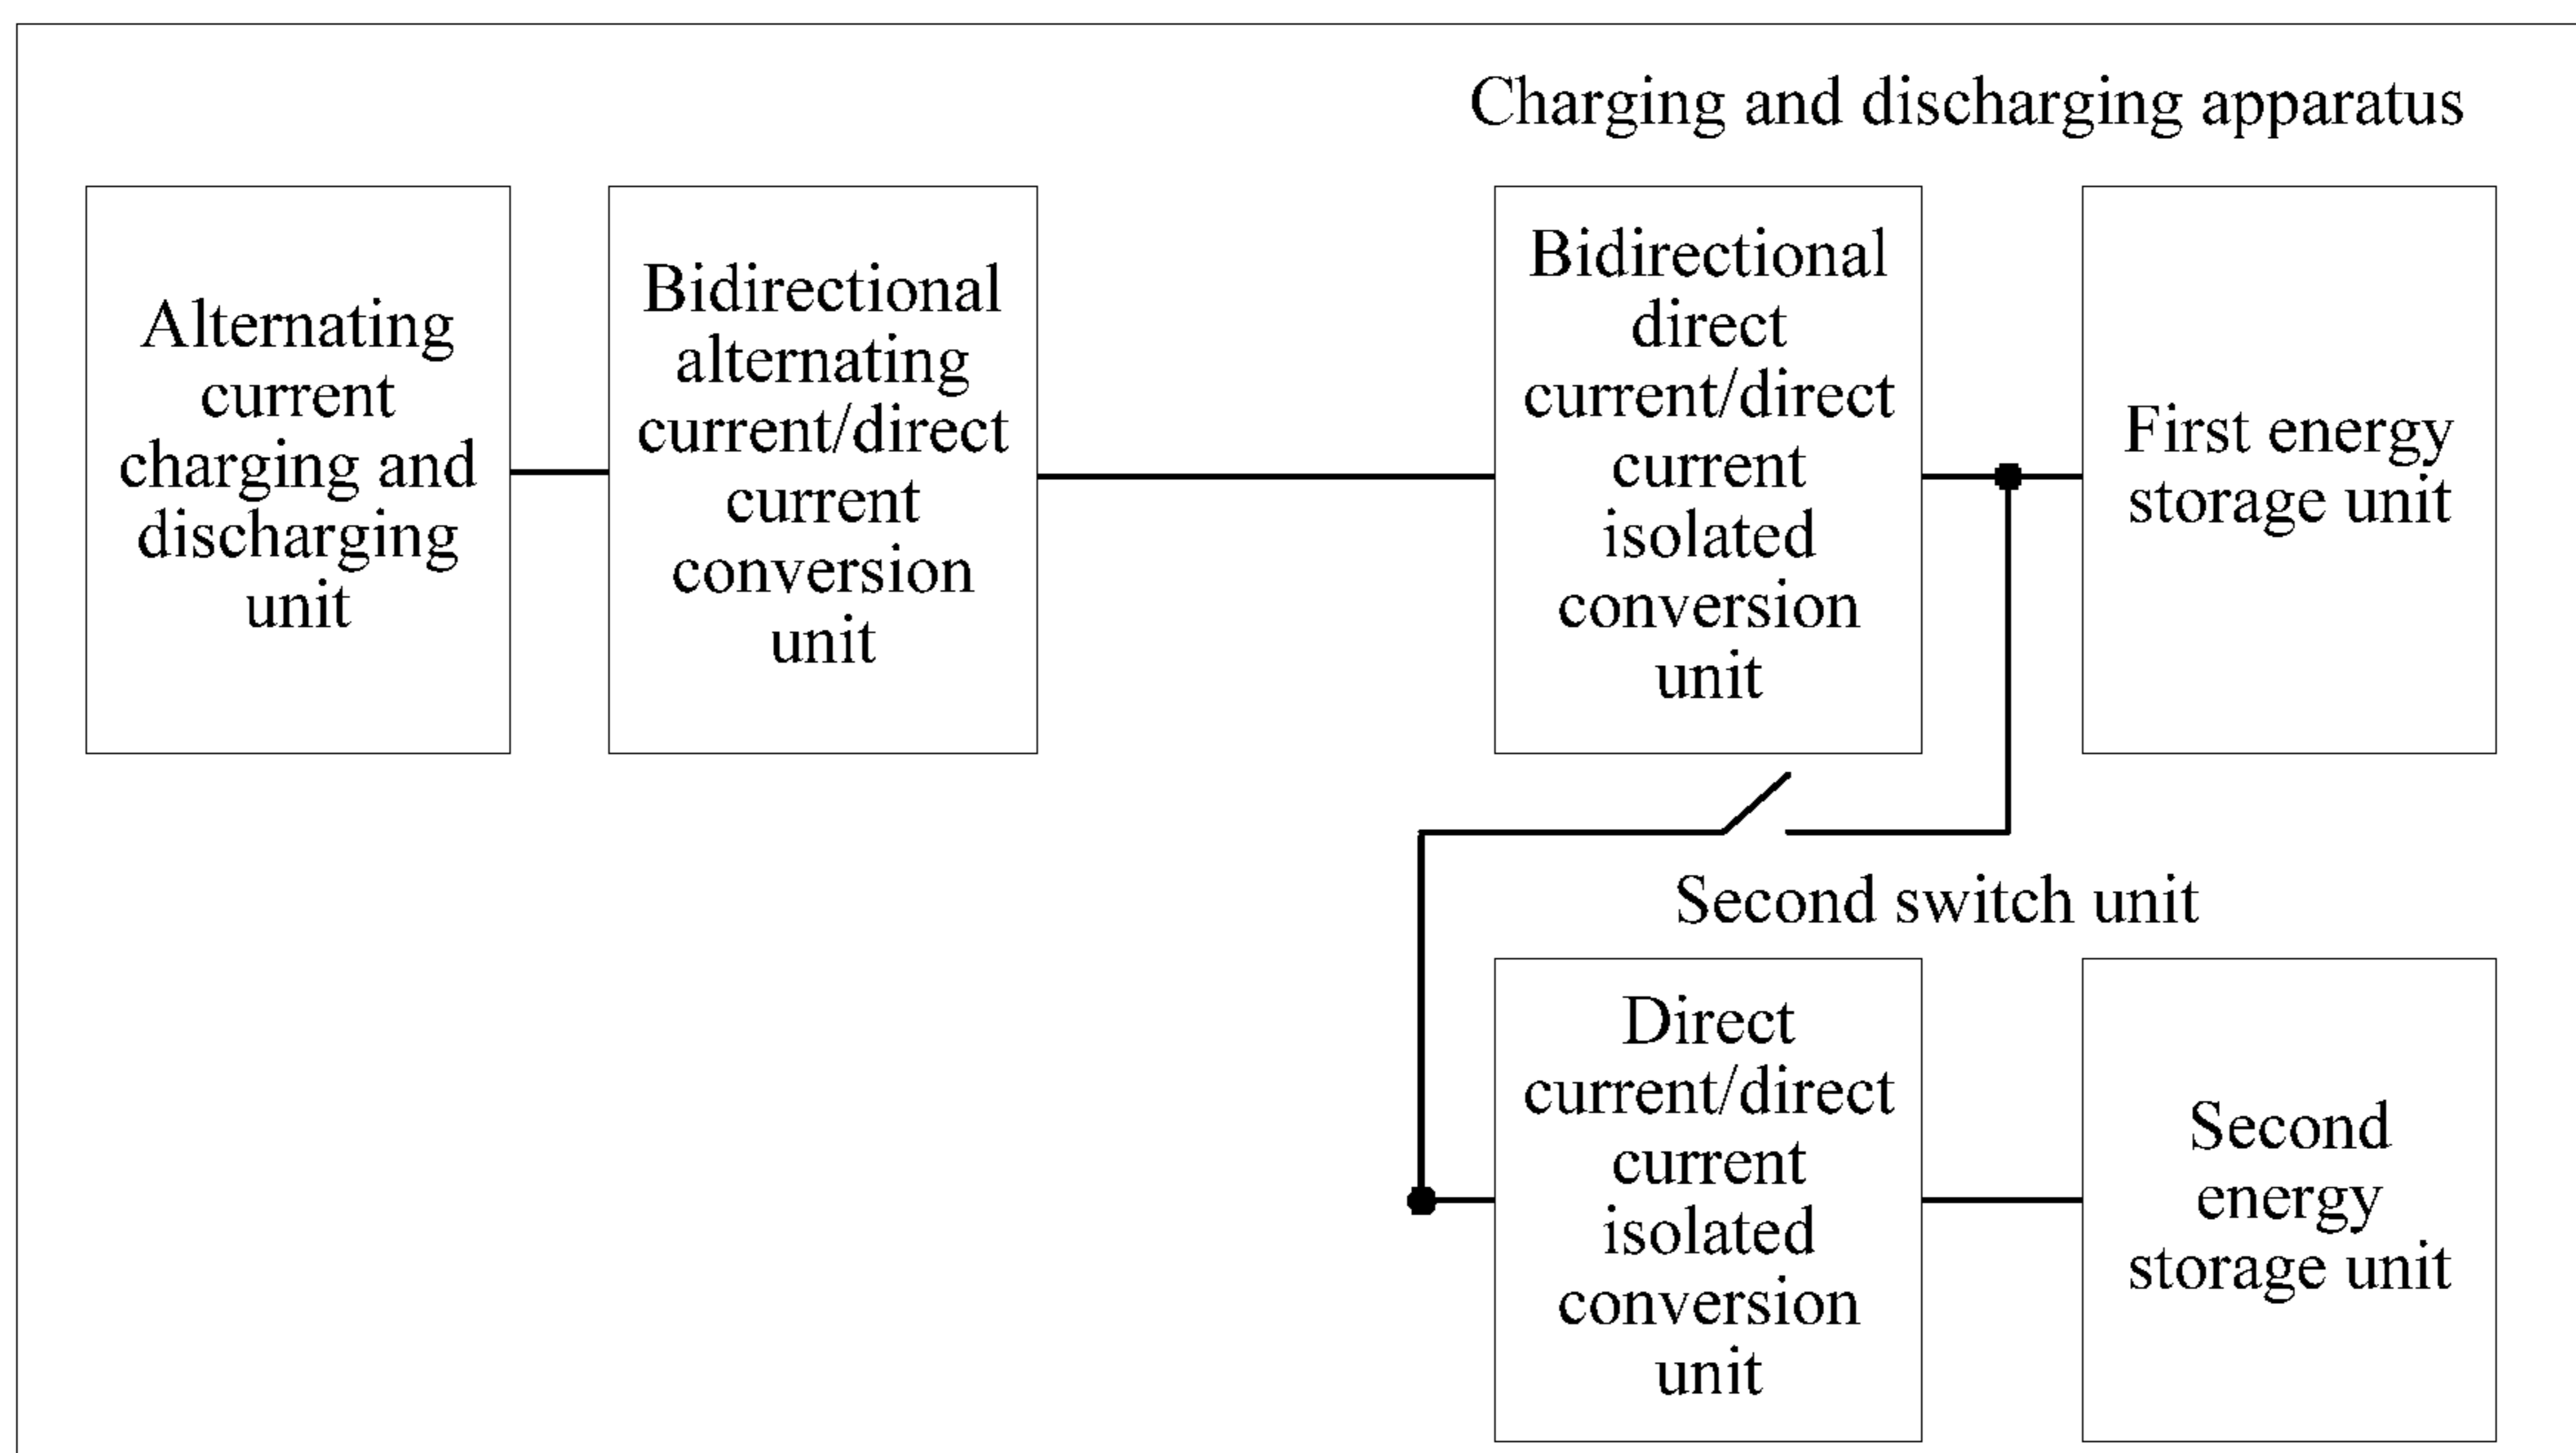 Charging and discharging apparatus
Alternating
current
charging and
discharging
unit
Bidirectional
alternating
current/direct
current
conversion
unit
Bidirectional
direct
current/direct
current
isolated
conversion
unit
First energy
storage unit
Second switch unit
Direct
current/direct
current
isolated
conversion
unit
Second
energy
storage unit